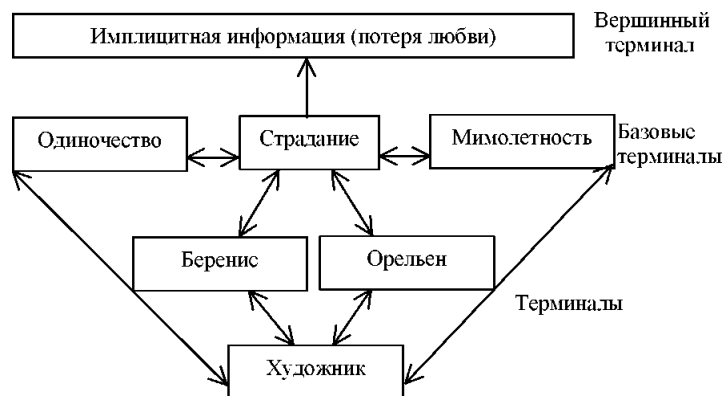 Имплицитная информация (потеря любви)
Вершинный
терминал
Одиночество
Страдание
Мимолетность
Базовые
терминалы
Беренис
Орельен
Терминалы
Художник